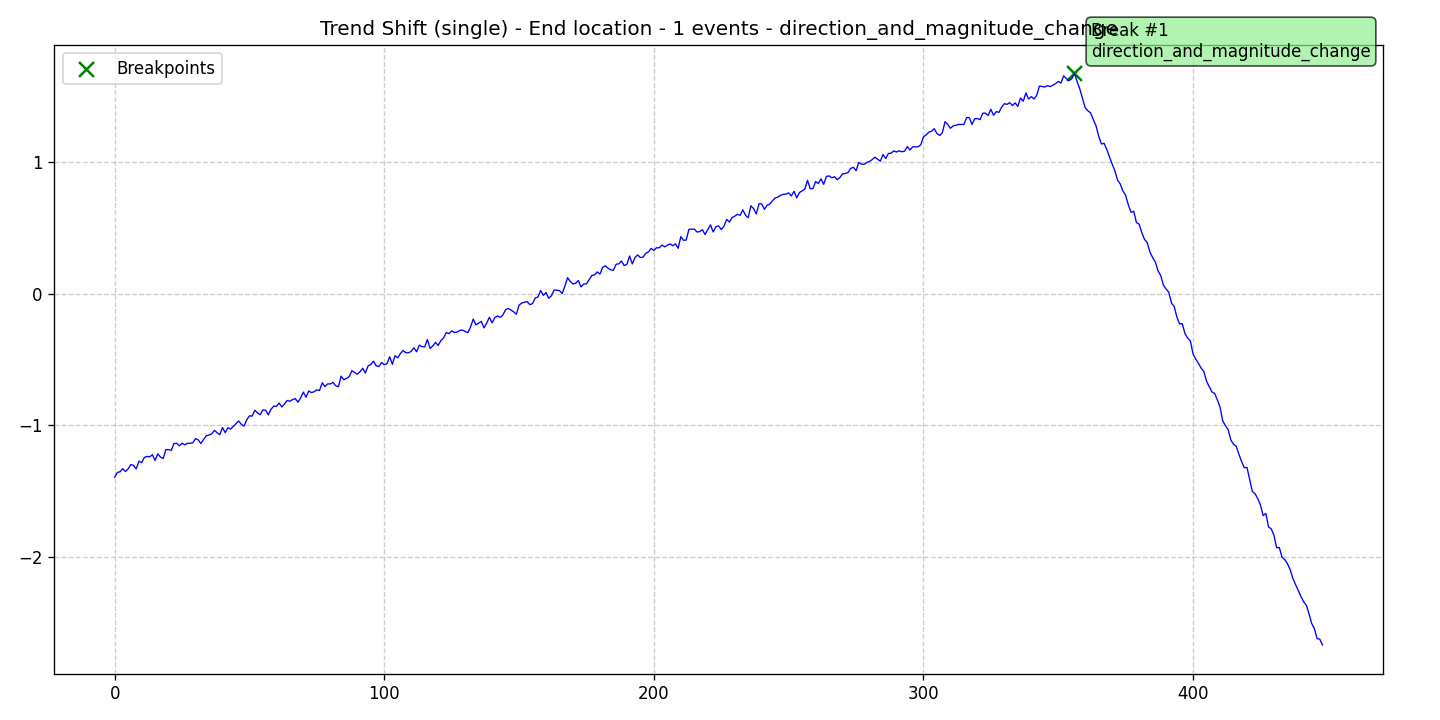 Trend Shift (single) - End location - 1 events - direction_and_magnitude_change
Break #1
direction_and_magnitude_change
Breakpoints
1
0
−1
−2
0
100
200
300
400